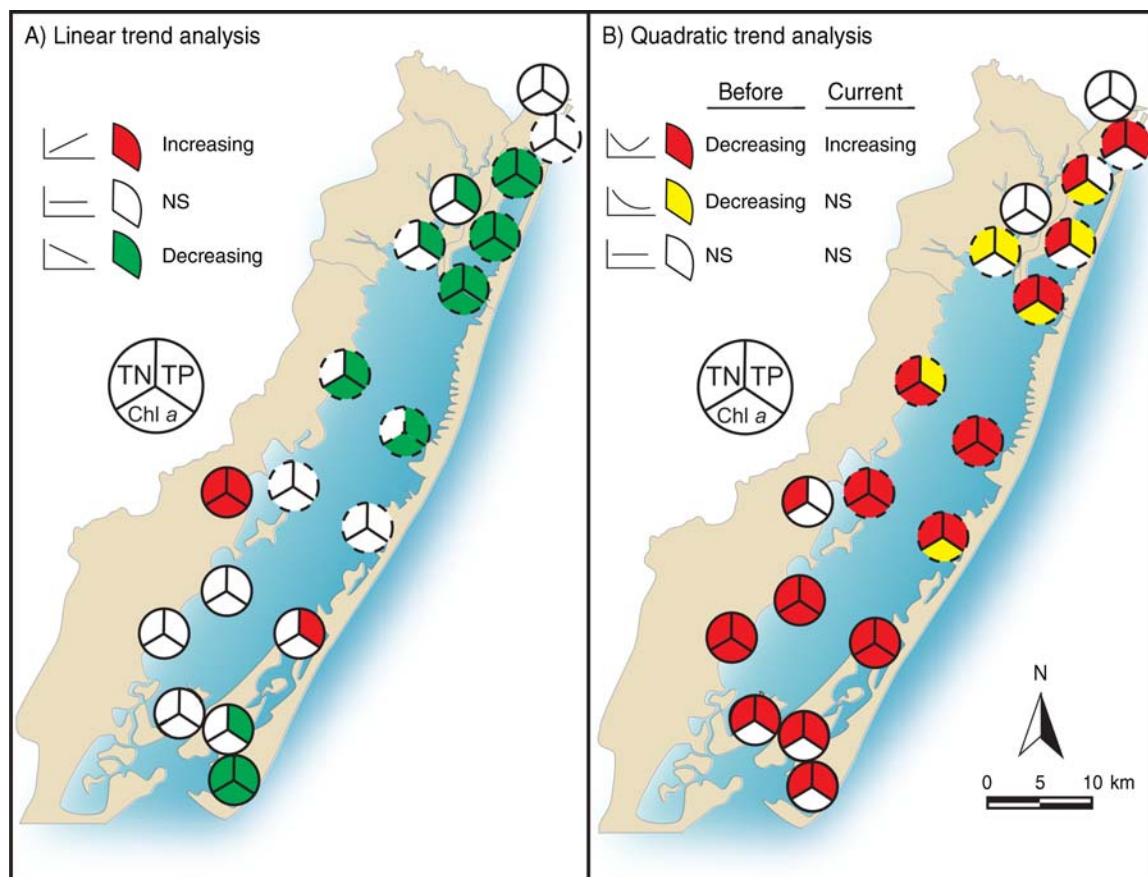 A) Linear trend analysis
Increasing
NS
Decreasing
TN TP
Chl a
B) Quadratic trend analysis
Before Current
Decreasing Increasing
Decreasing NS
NS NS
TN TP
Chl a
N
0 5 10 km